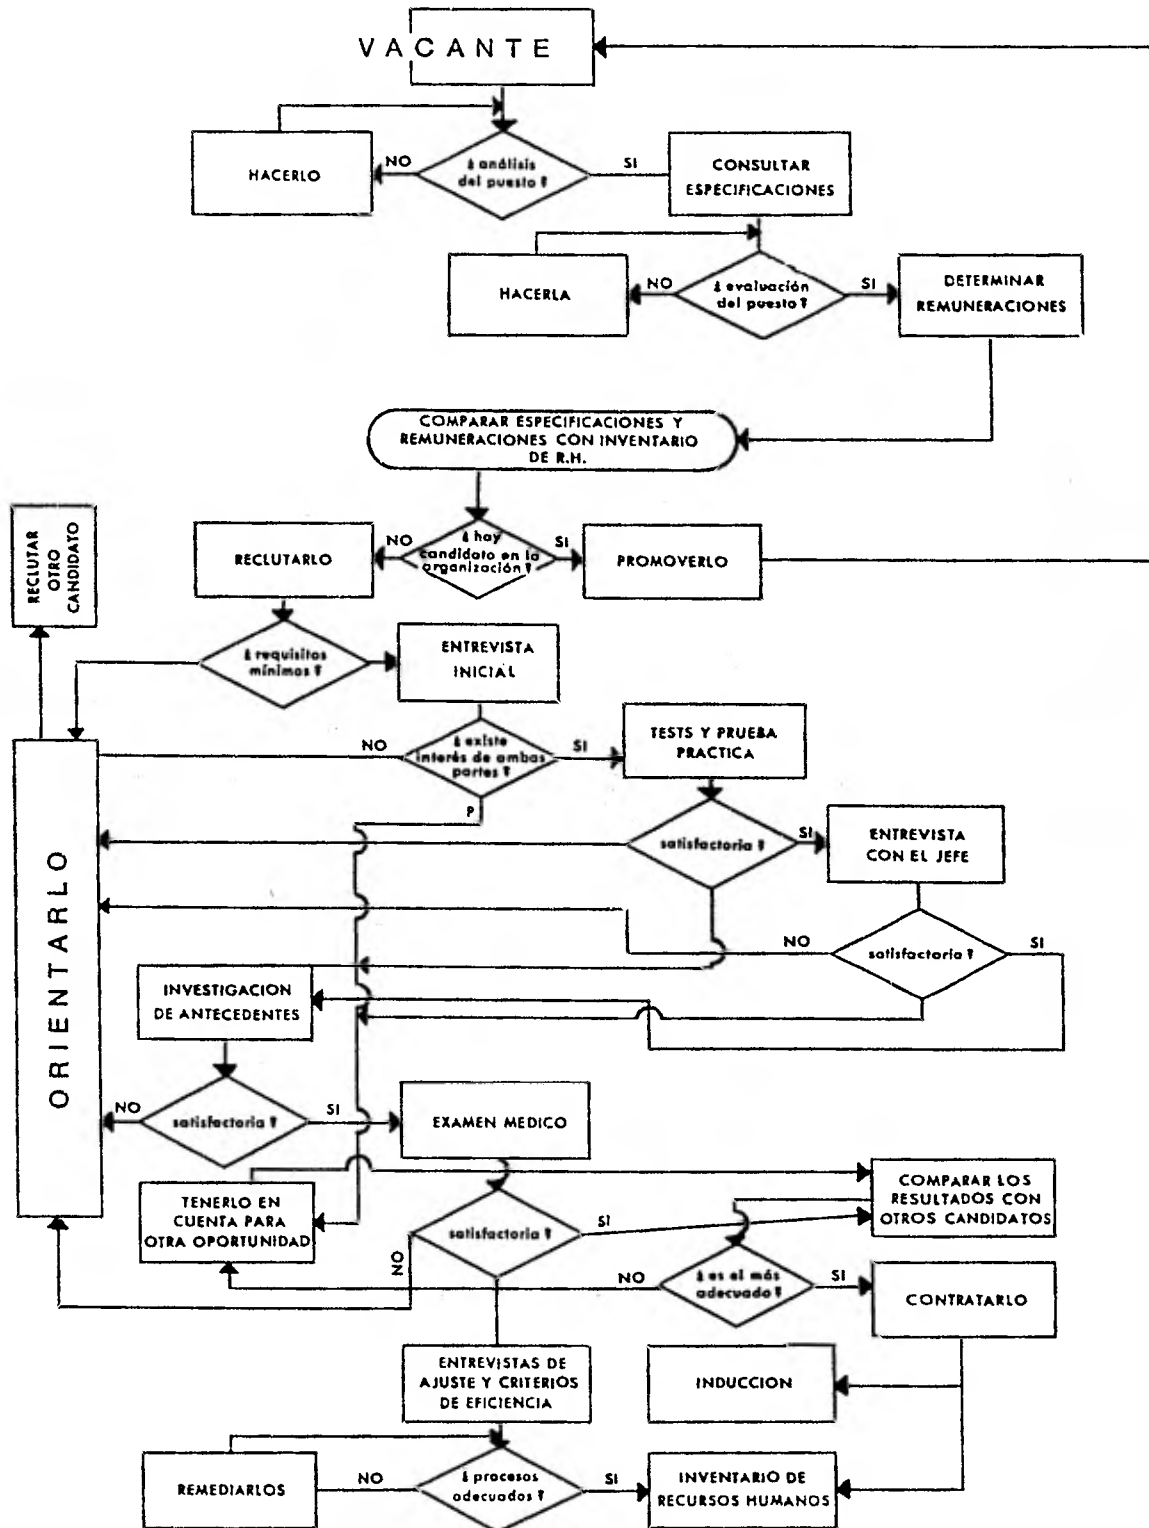 VACANTE
HACERLO
NO
¿ análisis
del puesto ?
SI
CONSULTAR
ESPECIFICACIONES
HACERLA
NO
¿ evaluación
del puesto ?
SI
DETERMINAR
REMUNERACIONES
COMPARAR ESPECIFICACIONES Y
REMUNERACIONES CON INVENTARIO
DE R.H.
RECLUTAR
OTRO
CANDIDATO
RECLUTARLO
NO
¿ hay
candidato en la
organización ?
SI
PROMOVERLO
¿ requisitos
mínimos ?
ENTREVISTA
INICIAL
NO
¿ existe
interés de ambas
partes ?
SI
P
TESTS Y PRUEBA
PRACTICA
satisfactoria ?
SI
ENTREVISTA
CON EL JEFE
ORIENTARLO
NO
satisfactoria ?
SI
INVESTIGACION
DE ANTECEDENTES
NO
satisfactoria ?
SI
EXAMEN MEDICO
TENERLO EN
CUENTA PARA
OTRA OPORTUNIDAD
NO
satisfactoria ?
SI
COMPARAR LOS
RESULTADOS CON
OTROS CANDIDATOS
NO
¿ es el más
adecuado ?
SI
CONTRATARLO
ENTREVISTAS DE
AJUSTE Y CRITERIOS
DE EFICIENCIA
INDUCCION
REMEDIARLOS
NO
¿ procesos
adecuados ?
SI
INVENTARIO DE
RECURSOS HUMANOS